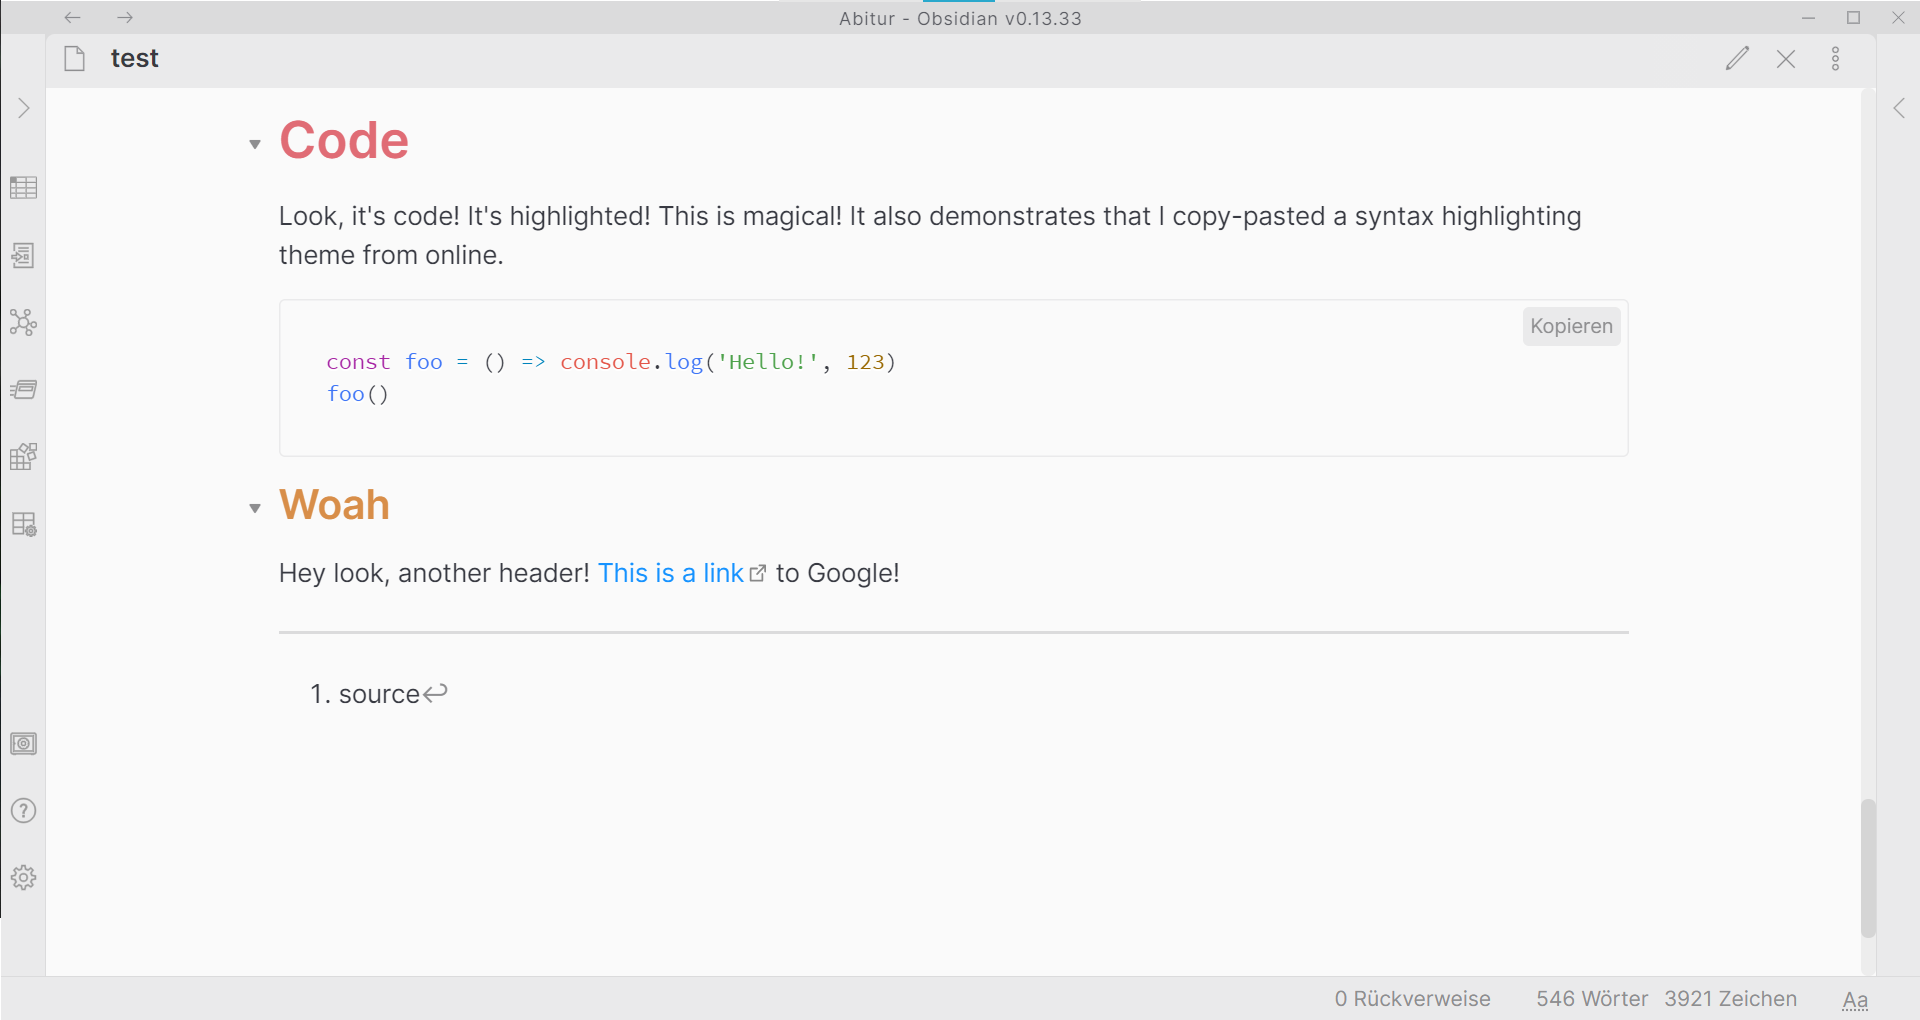 Abitur - Obsidian v0.13.33
test
Code
Look, it's code! It's highlighted! This is magical! It also demonstrates that I copy-pasted a syntax highlighting
theme from online.
Kopieren
const foo = () => console.log('Hello!', 123)
foo()
Woah
Hey look, another header! This is a link to Google!
1. source↩
0 Rückverweise 546 Wörter 3921 Zeichen Aa